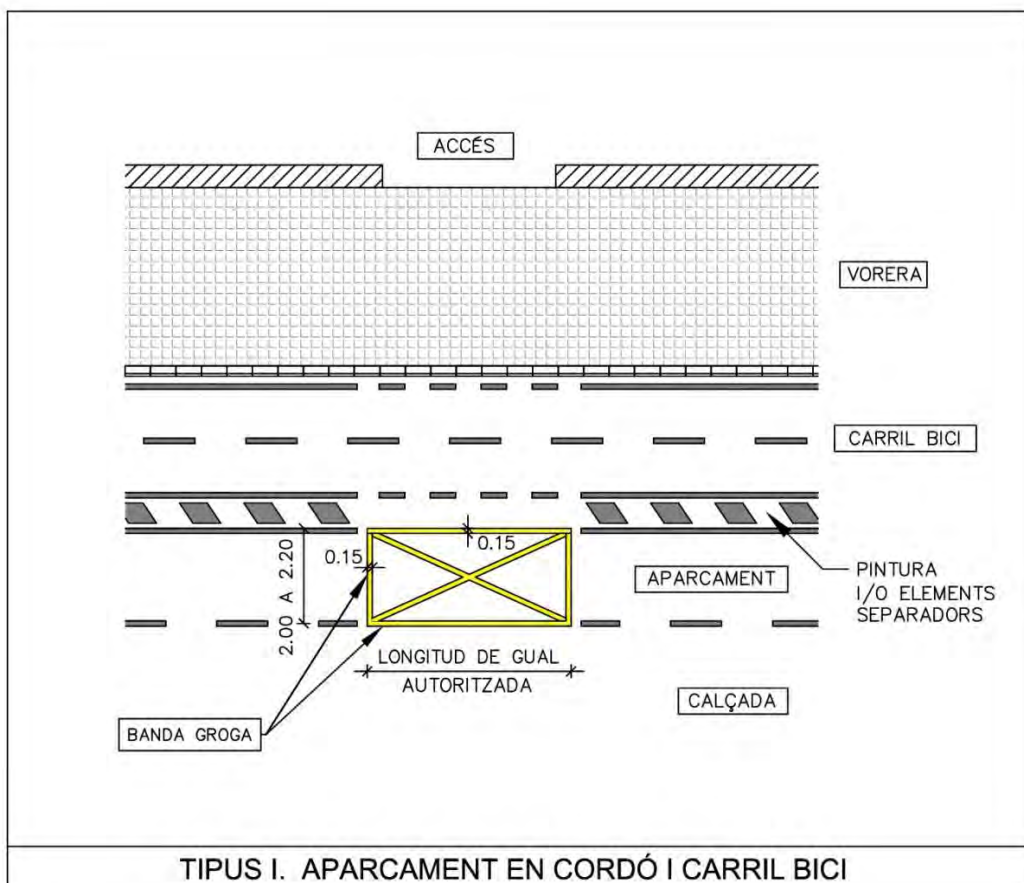 ACCÉS
VORERA
CARRIL BICI
0.15
0.15
2.00 A 2.20
APARCAMENT
PINTURA
I/O ELEMENTS
SEPARADORS
LONGITUD DE GUAL
AUTORITZADA
CALÇADA
BANDA GROGA
TIPUS I. APARCAMENT EN CORDÓ I CARRIL BICI